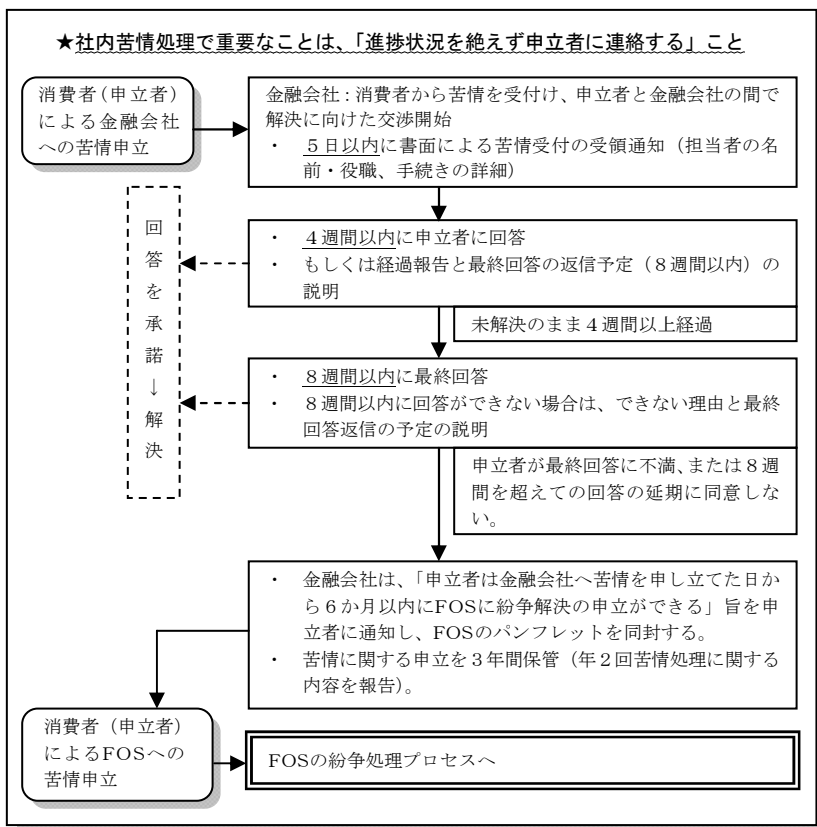 ★社内苦情処理で重要なことは、「進捗状況を絶えず申立者に連絡する」こと
消費者(申立者)
による金融会社
への苦情申立
金融会社:消費者から苦情を受付け、申立者と金融会社の間で
解決に向けた交渉開始
・ 5日以内に書面による苦情受付の受領通知(担当者の名
前・役職、手続きの詳細)
回答を承諾↓解決
・ 4週間以内に申立者に回答
・ もしくは経過報告と最終回答の返信予定(8週間以内)の
説明
未解決のまま4週間以上経過
・ 8週間以内に最終回答
・ 8週間以内に回答ができない場合は、できない理由と最終
回答返信の予定の説明
申立者が最終回答に不満、または8週
間を超えての回答の延期に同意しな
い。
・ 金融会社は、「申立者は金融会社へ苦情を申し立てた日か
ら6か月以内にFOSに紛争解決の申立ができる」旨を申
立者に通知し、FOSのパンフレットを同封する。
・ 苦情に関する申立を3年間保管(年2回苦情処理に関する
内容を報告)。
消費者(申立者)
によるFOSへの
苦情申立
FOSの紛争処理プロセスへ